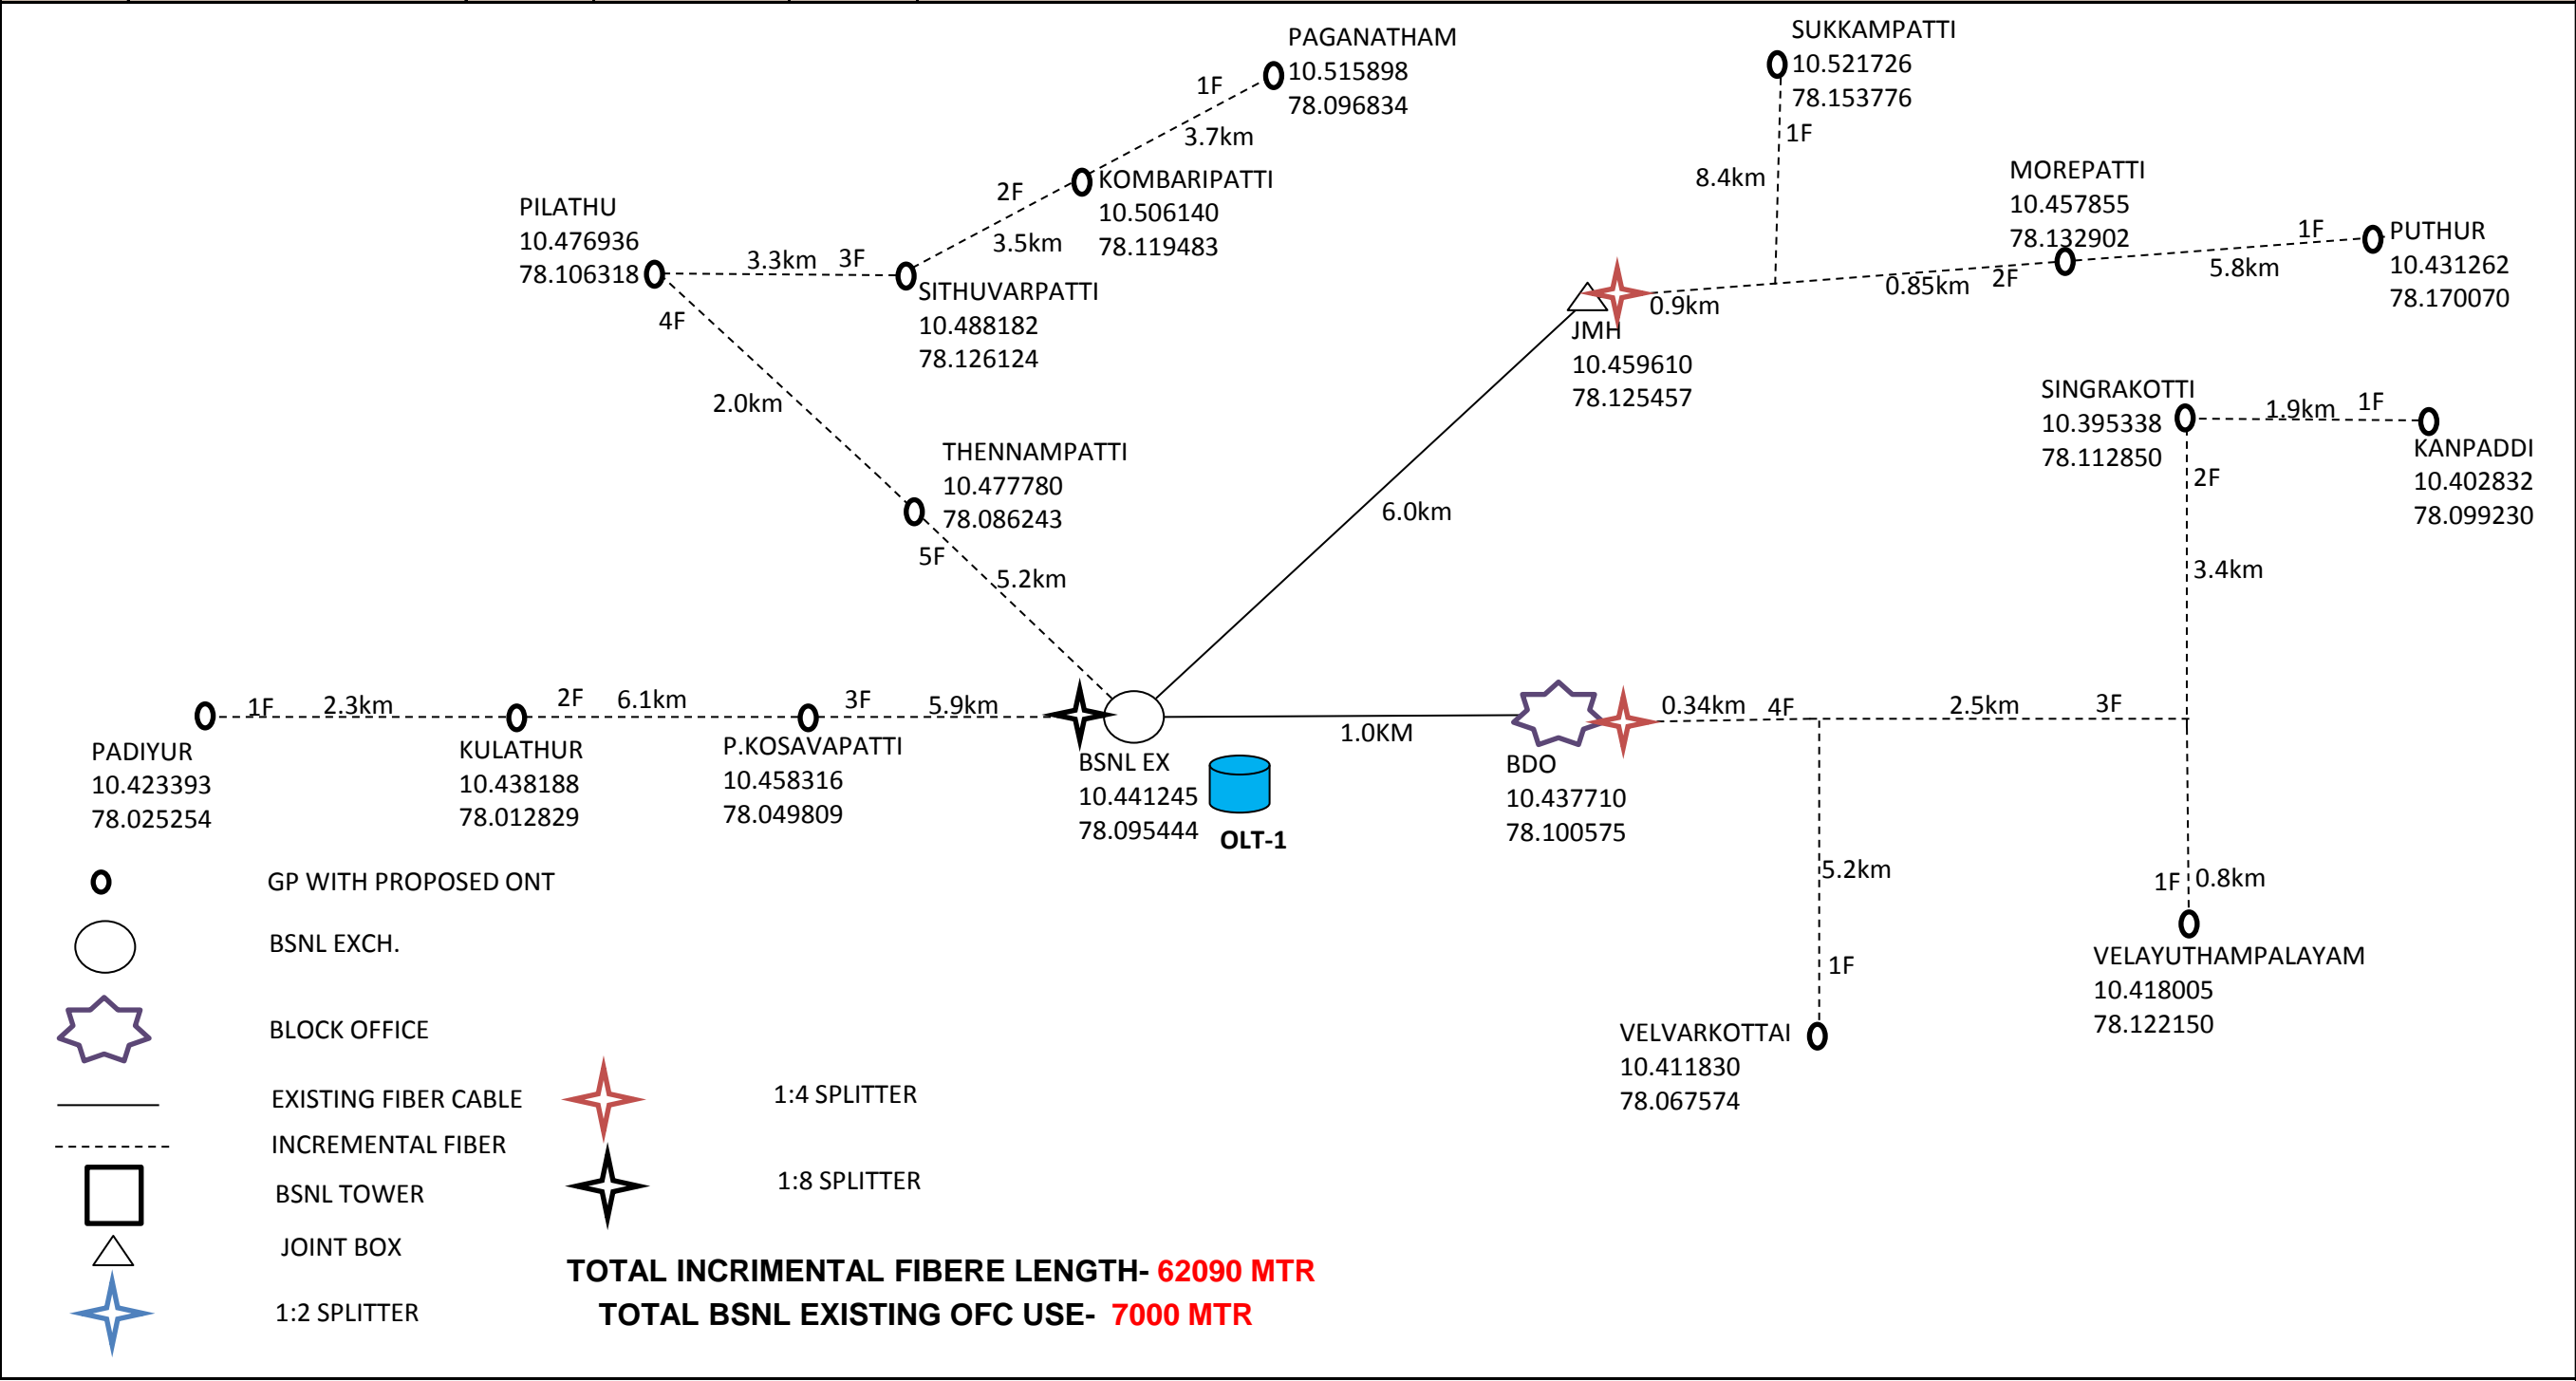 PAGANATHAM
10.515898
78.096834
1F
3.7km
SUKKAMPATTI
10.521726
78.153776
1F
8.4km
KOMBARIPATTI
10.506140
78.119483
2F
3.5km
MOREPATTI
10.457855
78.132902
PILATHU
10.476936
78.106318
3.3km 3F
SITHUVARPATTI
10.488182
78.126124
1F
5.8km
PUTHUR
10.431262
78.170070
0.9km
0.85km 2F
JMH
10.459610
78.125457
4F
2.0km
SINGRAKOTTI
10.395338
78.112850
1.9km 1F
KANPADDI
10.402832
78.099230
THENNAMPATTI
10.477780
78.086243
5F
5.2km
6.0km
2F
3.4km
1F 2.3km 2F 6.1km 3F 5.9km
1.0KM
0.34km 4F 2.5km 3F
PADIYUR
10.423393
78.025254
KULATHUR
10.438188
78.012829
P.KOSAVAPATTI
10.458316
78.049809
BSNL EX
10.441245
78.095444
OLT-1
BDO
10.437710
78.100575
5.2km
1F
1F 0.8km
VELAYUTHAMPALAYAM
10.418005
78.122150
VELVARKOTTAI
10.411830
78.067574
GP WITH PROPOSED ONT
BSNL EXCH.
BLOCK OFFICE
EXISTING FIBER CABLE
INCREMENTAL FIBER
BSNL TOWER
JOINT BOX
1:2 SPLITTER
1:4 SPLITTER
1:8 SPLITTER
TOTAL INCRIMENTAL FIBERE LENGTH- 62090 MTR
TOTAL BSNL EXISTING OFC USE- 7000 MTR